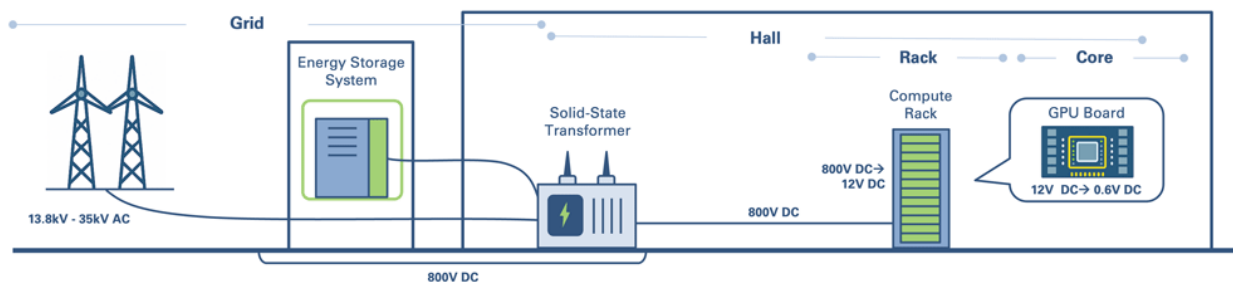 Grid
Hall
Rack
Core
Energy Storage
System
Solid-State
Transformer
Compute
Rack
GPU Board
800V DC→
12V DC
12V DC→ 0.6V DC
13.8kV - 35kV AC
800V DC
800V DC